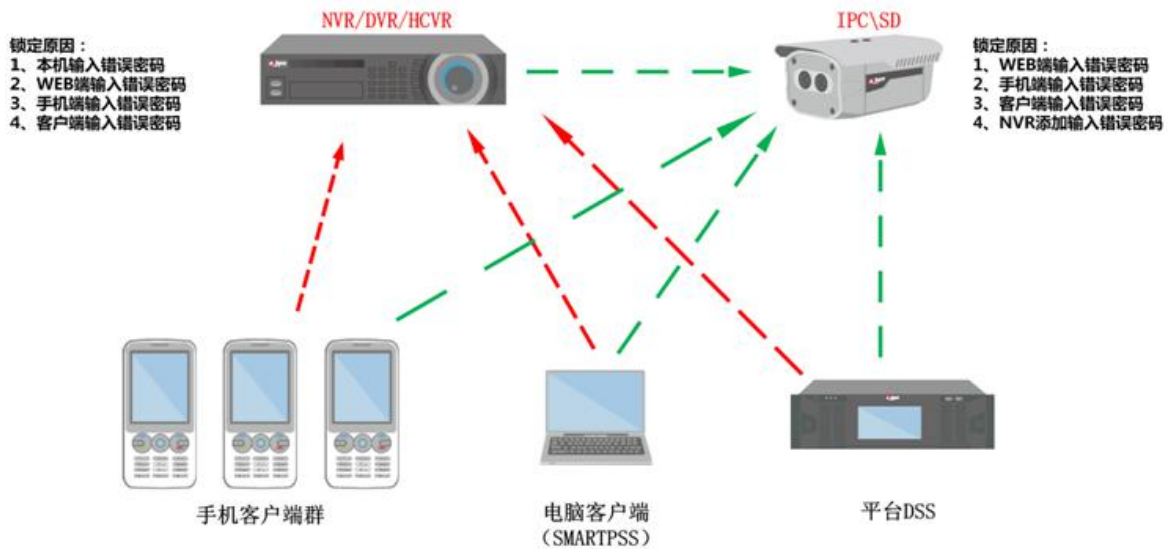 NVR/DVR/HCVR
IPC\SD
锁定原因：
1、本机输入错误密码
2、WEB端输入错误密码
3、手机端输入错误密码
4、客户端输入错误密码
锁定原因：
1、WEB端输入错误密码
2、手机端输入错误密码
3、客户端输入错误密码
4、NVR添加输入错误密码
手机客户端群
电脑客户端
（SMARTPSS）
平台DSS